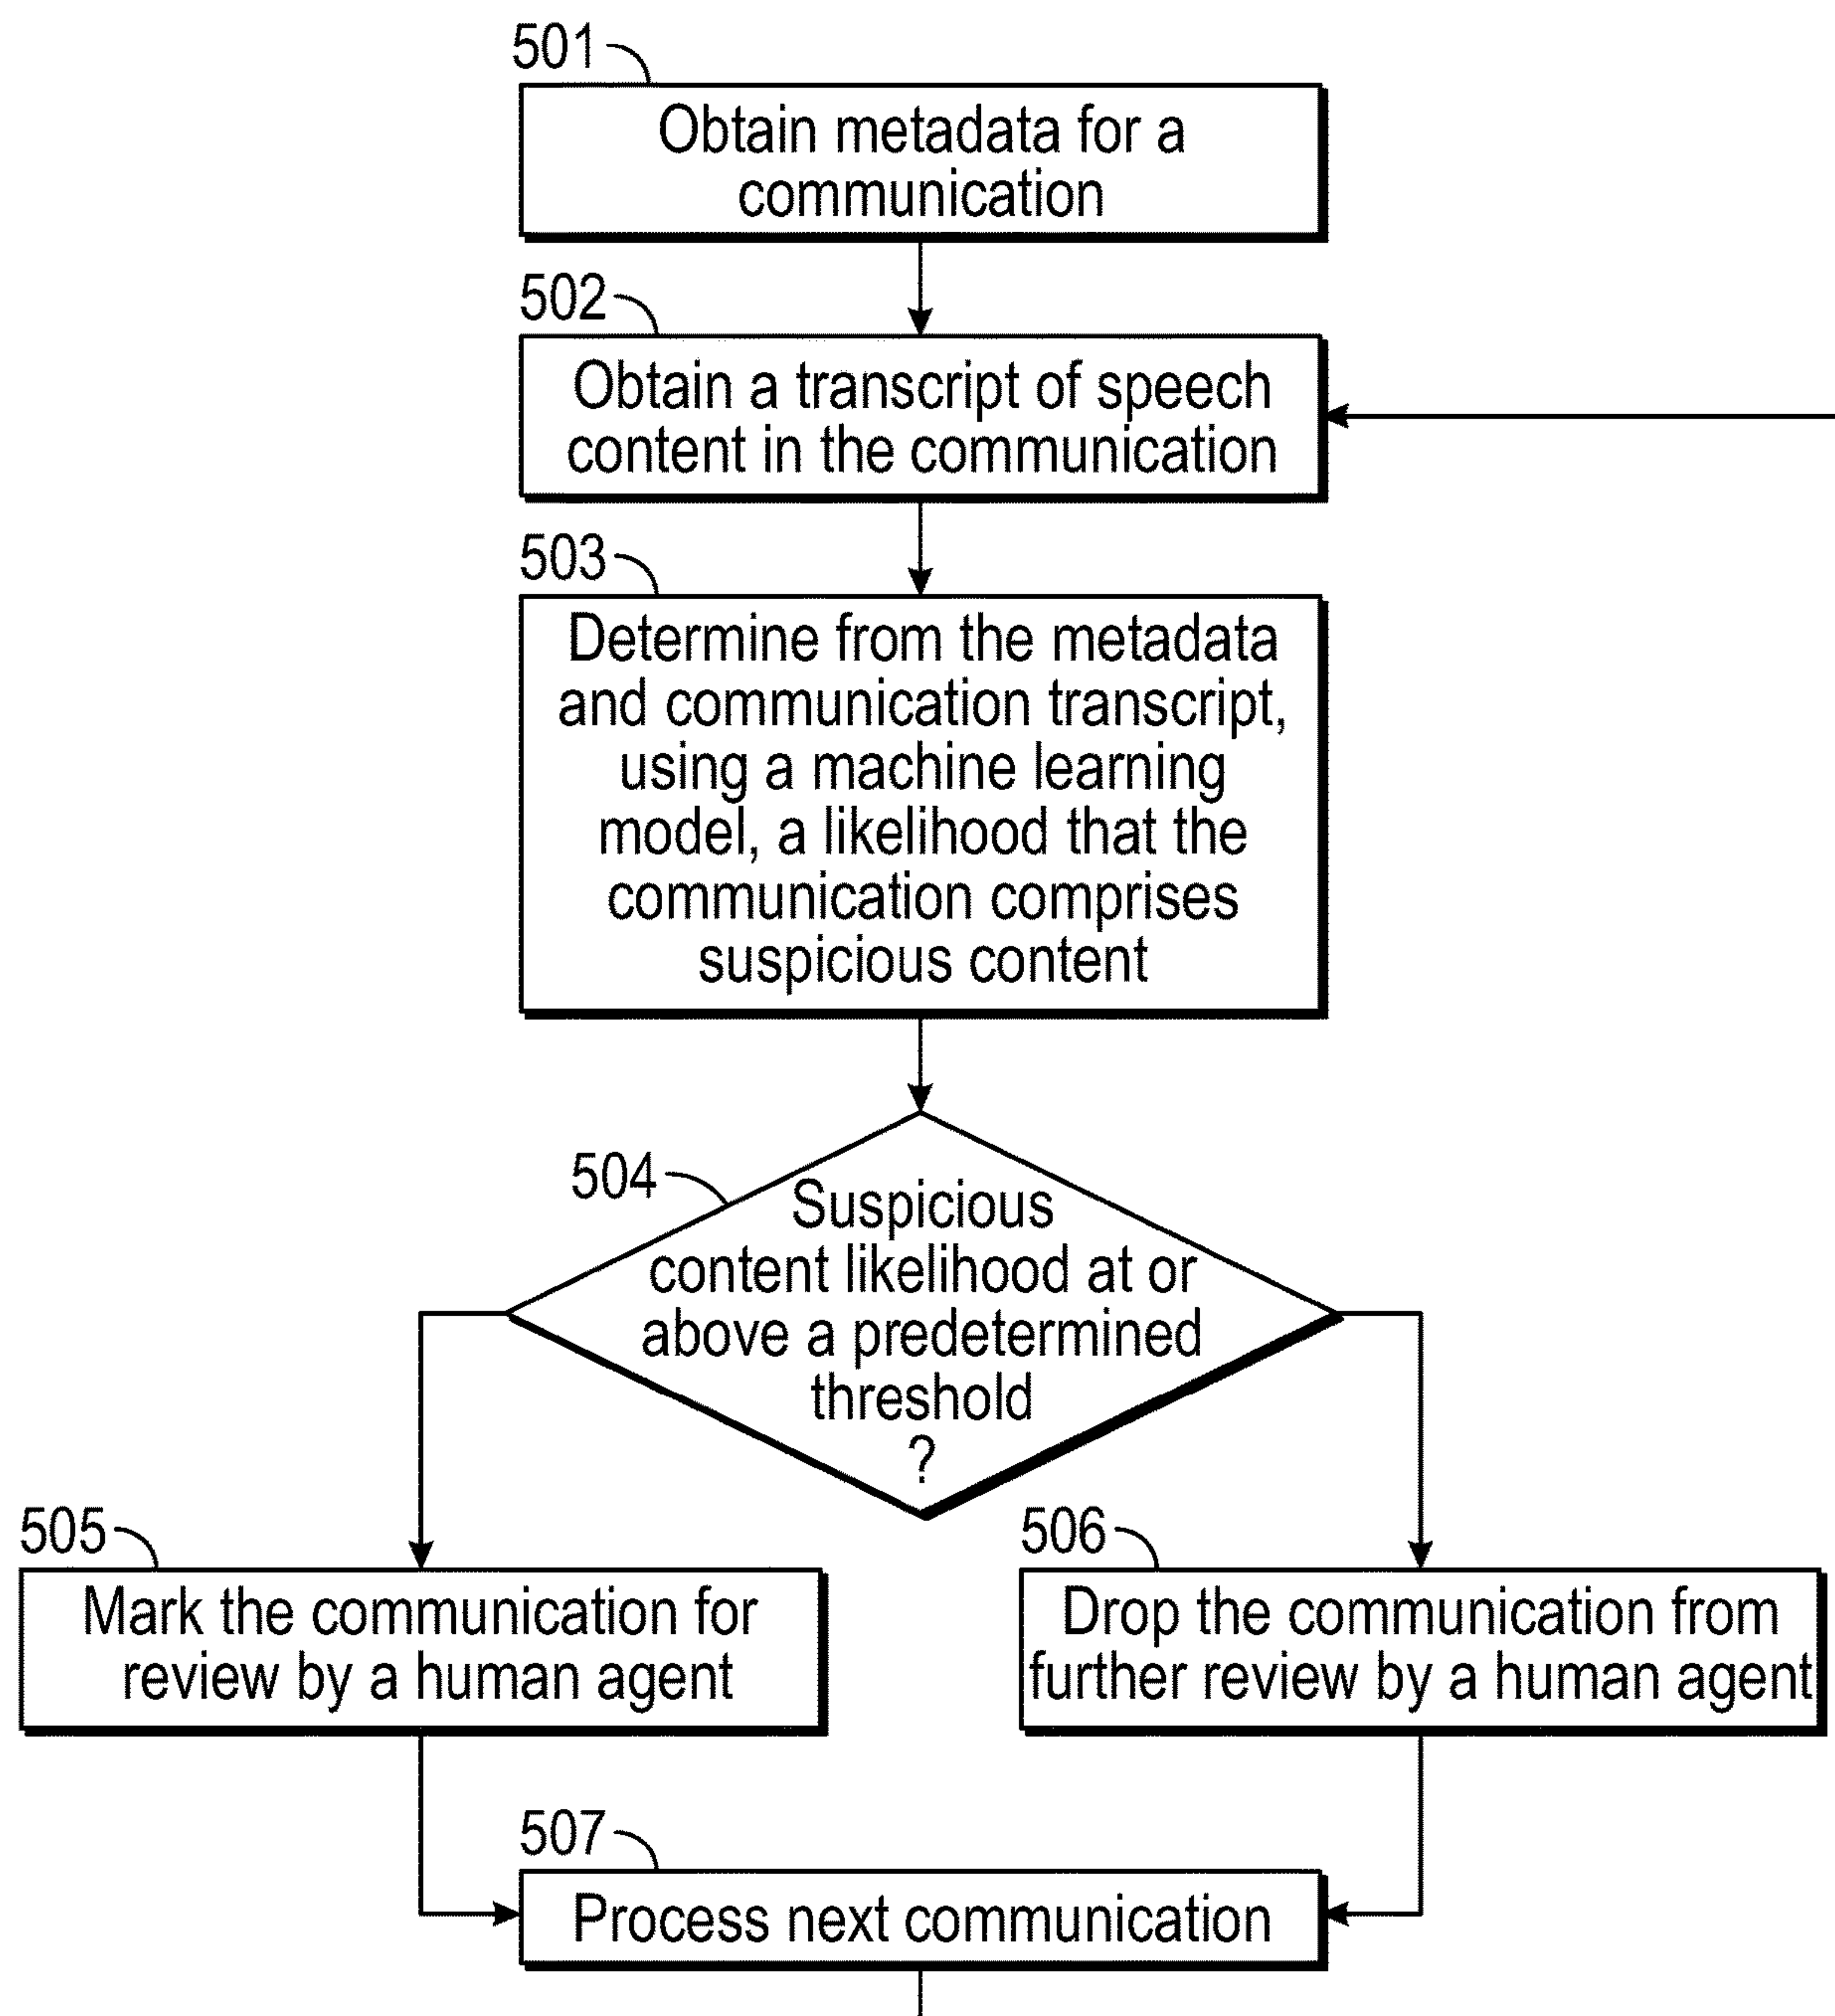 501
Obtain metadata for a
communication
502
Obtain a transcript of speech
content in the communication
503
Determine from the metadata
and communication transcript,
using a machine learning
model, a likelihood that the
communication comprises
suspicious content
504
Suspicious
content likelihood at or
above a predetermined
threshold
?
505
Mark the communication for
review by a human agent
506
Drop the communication from
further review by a human agent
507
Process next communication